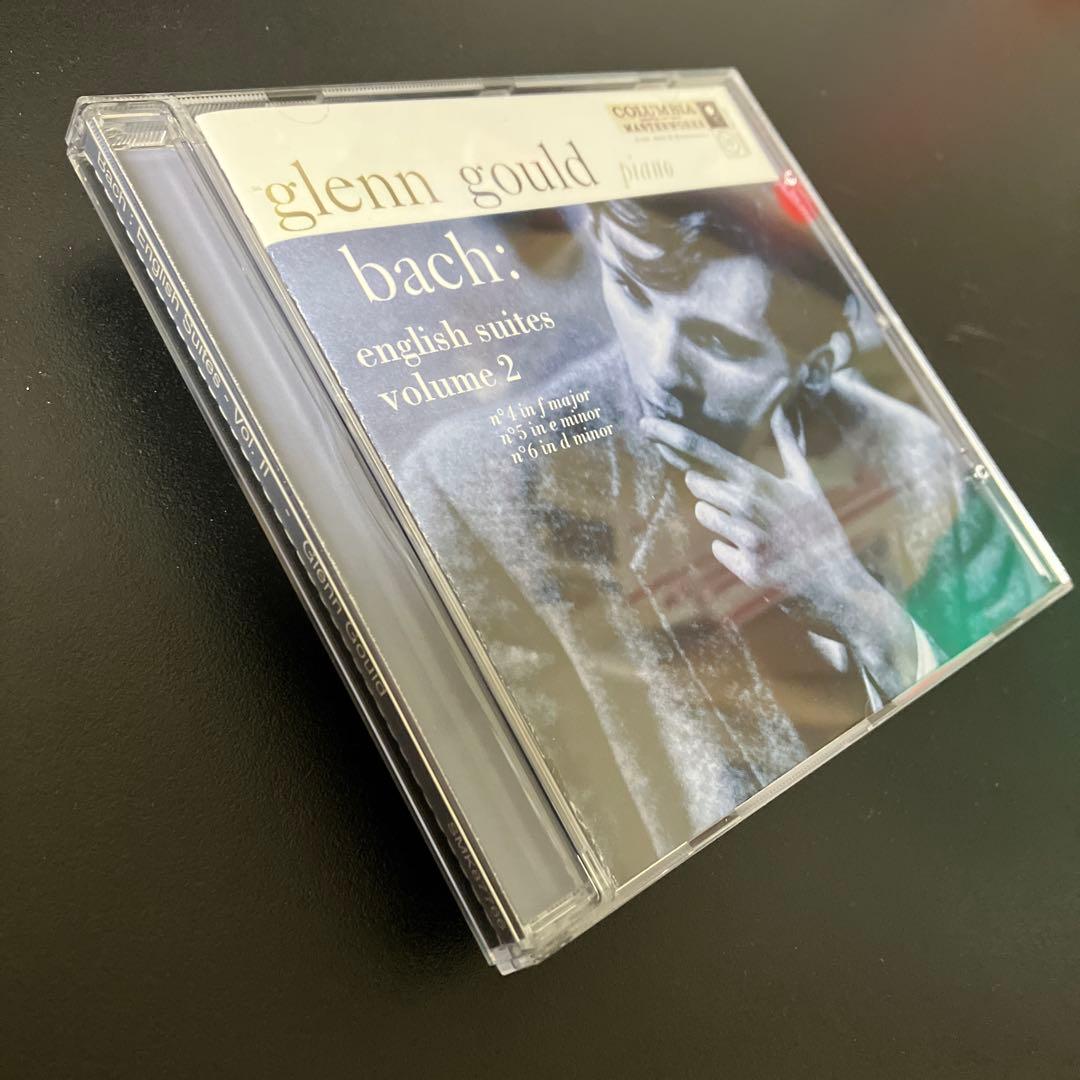 COLUMBIA
MASTERWORKS
glenn gould piano
bach:
english suites
volume 2
nº4 in f major
nº5 in e minor
nº6 in d minor
Bach : English Suites - Vol. II - Glenn Gould